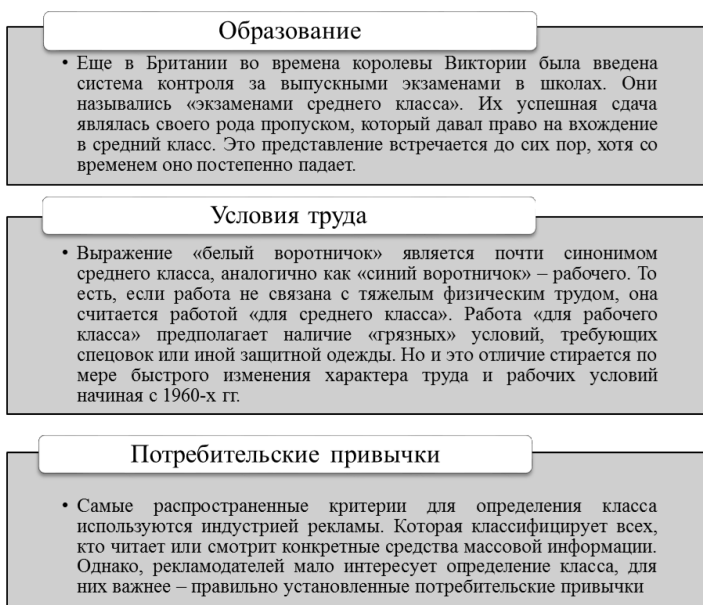 Образование
• Еще в Британии во времена королевы Виктории была введена
система контроля за выпускными экзаменами в школах. Они
назывались «экзаменами среднего класса». Их успешная сдача
являлась своего рода пропуском, который давал право на вхождение
в средний класс. Это представление встречается до сих пор, хотя со
временем оно постепенно падает.
Условия труда
• Выражение «белый воротничок» является почти синонимом
среднего класса, аналогично как «синий воротничок» – рабочего. То
есть, если работа не связана с тяжелым физическим трудом, она
считается работой «для среднего класса». Работа «для рабочего
класса» предполагает наличие «грязных» условий, требующих
спецовок или иной защитной одежды. Но и это отличие стирается по
мере быстрого изменения характера труда и рабочих условий
начиная с 1960-х гг.
Потребительские привычки
• Самые распространенные критерии для определения класса
используются индустрией рекламы. Которая классифицирует всех,
кто читает или смотрит конкретные средства массовой информации.
Однако, рекламодателей мало интересует определение класса, для
них важнее – правильно установленные потребительские привычки